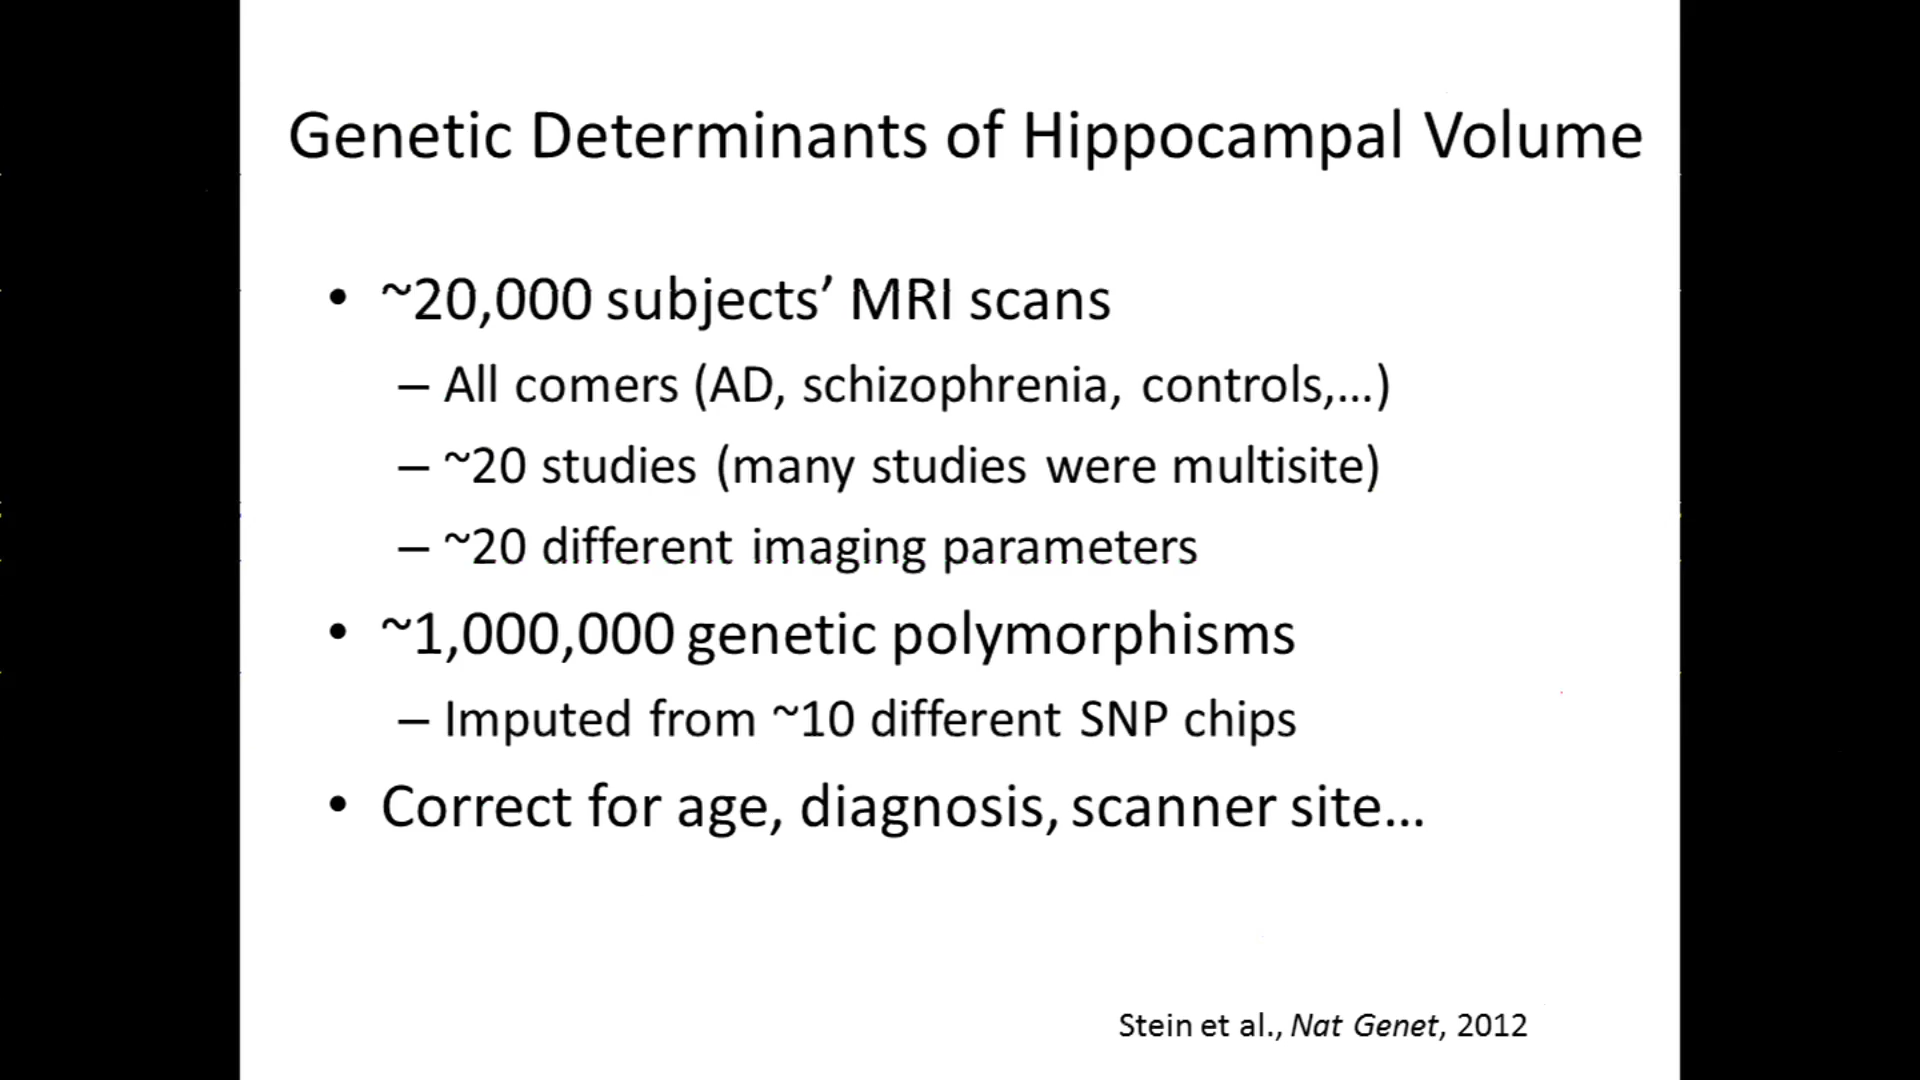 Genetic Determinants of Hippocampal Volume
• ~20,000 subjects’ MRI scans
– All comers (AD, schizophrenia, controls,…)
– ~20 studies (many studies were multisite)
– ~20 different imaging parameters
• ~1,000,000 genetic polymorphisms
– Imputed from ~10 different SNP chips
• Correct for age, diagnosis, scanner site…
Stein et al., Nat Genet, 2012